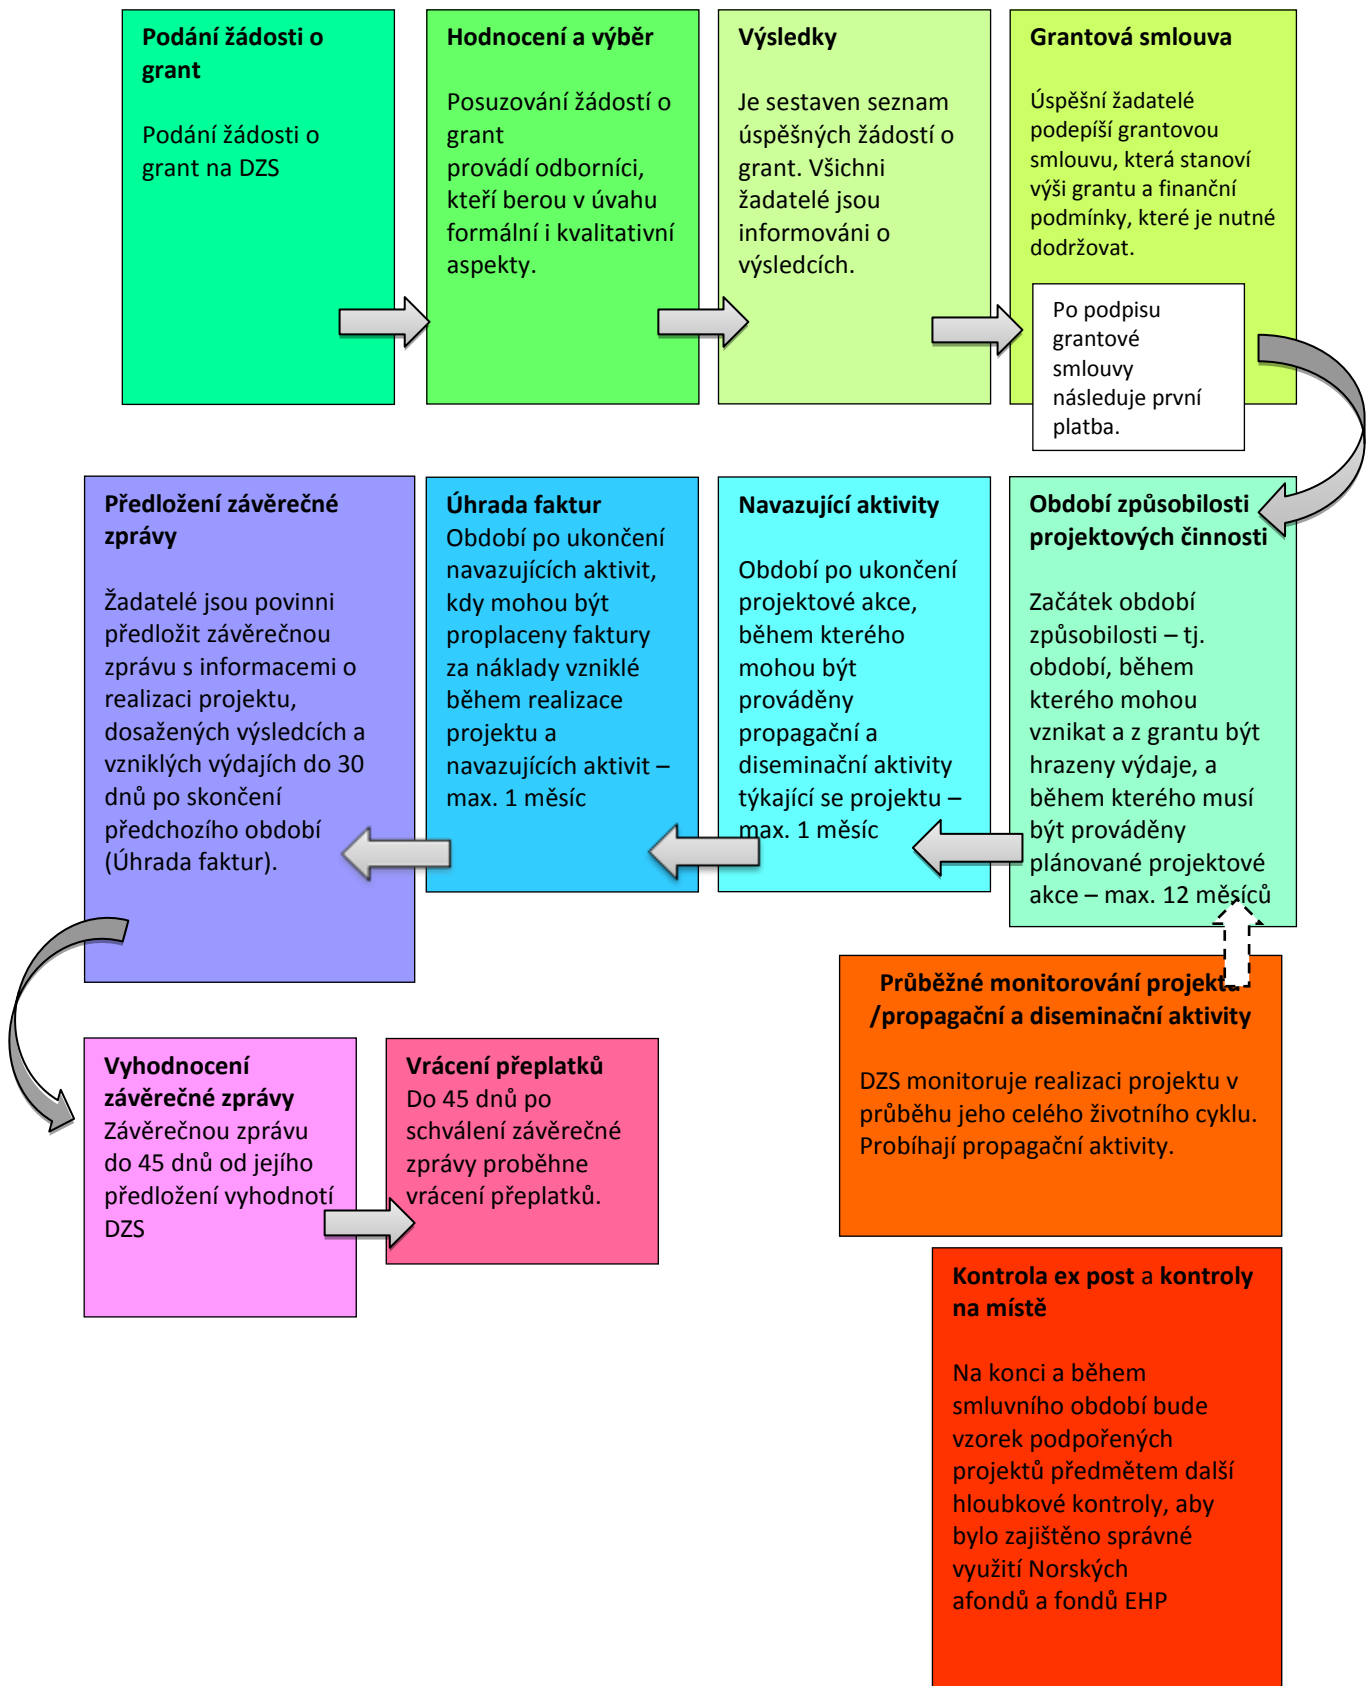 Podání žádosti o
grant
Podání žádosti o
grant na DZS
Hodnocení a výběr
Posuzování žádostí o
grant
provádí odborníci,
kteří berou v úvahu
formální i kvalitativní
aspekty.
Výsledky
Je sestaven seznam
úspěšných žádostí o
grant. Všichni
žadatelé jsou
informováni o
výsledcích.
Grantová smlouva
Úspěšní žadatelé
podepíší grantovou
smlouvu, která stanoví
výši grantu a finanční
podmínky, které je nutné
dodržovat.
Po podpisu
grantové
smlouvy
následuje první
platba.
Období způsobilosti
projektových činnosti
Začátek období
způsobilosti – tj.
období, během
kterého mohou
vznikat a z grantu být
hrazeny výdaje, a
během kterého musí
být prováděny
plánované projektové
akce – max. 12 měsíců
Navazující aktivity
Období po ukončení
projektové akce,
během kterého
mohou být
prováděny
propagační a
diseminační aktivity
týkající se projektu –
max. 1 měsíc
Úhrada faktur
Období po ukončení
navazujících aktivit,
kdy mohou být
proplaceny faktury
za náklady vzniklé
během realizace
projektu a
navazujících aktivit –
max. 1 měsíc
Předložení závěrečné
zprávy
Žadatelé jsou povinni
předložit závěrečnou
zprávu s informacemi o
realizaci projektu,
dosažených výsledcích a
vzniklých výdajích do 30
dnů po skončení
předchozího období
(Úhrada faktur).
Průběžné monitorování projektu
/propagační a diseminační aktivity
DZS monitoruje realizaci projektu v
průběhu jeho celého životního cyklu.
Probíhají propagační aktivity.
Vyhodnocení
závěrečné zprávy
Závěrečnou zprávu
do 45 dnů od jejího
předložení vyhodnotí
DZS
Vrácení přeplatků
Do 45 dnů po
schválení závěrečné
zprávy proběhne
vrácení přeplatků.
Kontrola ex post a kontroly
na místě
Na konci a během
smluvního období bude
vzorek podpořených
projektů předmětem další
hloubkové kontroly, aby
bylo zajištěno správné
využití Norských
afondů a fondů EHP